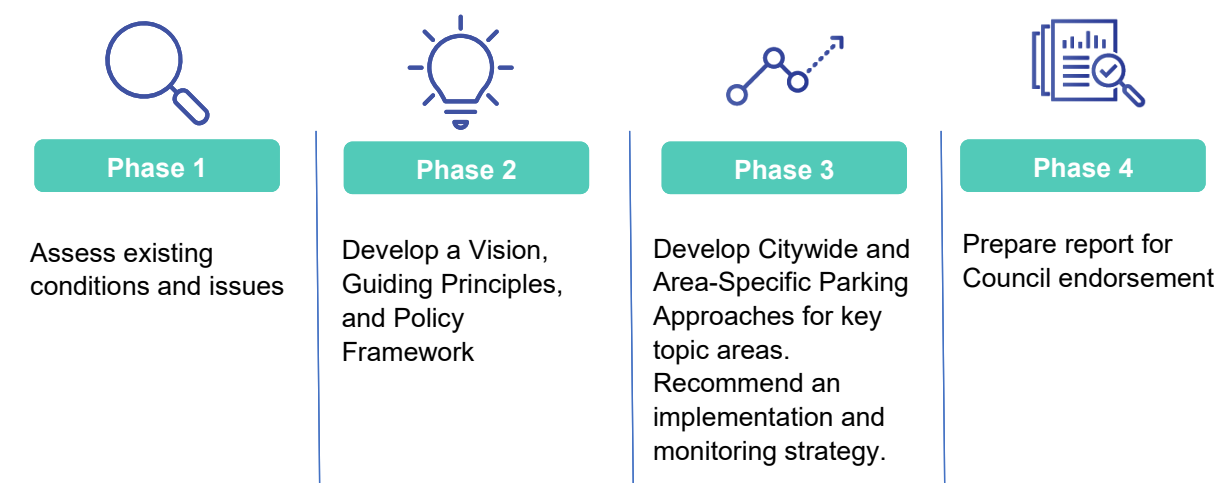 Phase 1
Assess existing
conditions and issues
Phase 2
Develop a Vision,
Guiding Principles,
and Policy
Framework
Phase 3
Develop Citywide and
Area-Specific Parking
Approaches for key
topic areas.
Recommend an
implementation and
monitoring strategy.
Phase 4
Prepare report for
Council endorsement